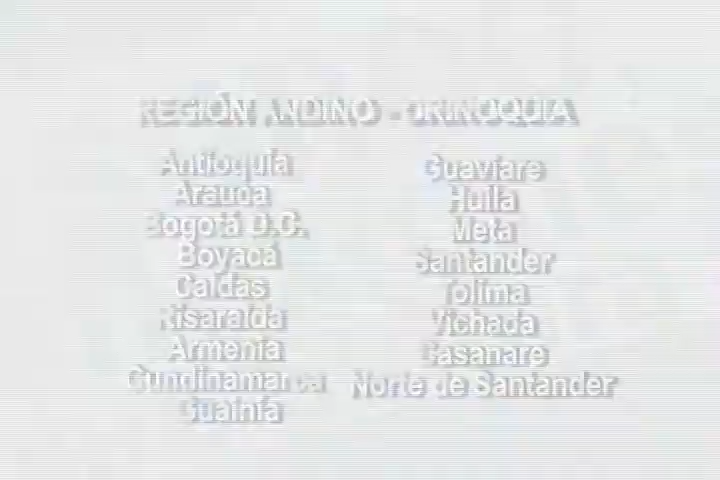 REGIÓN ANDINO - ORINOQUIA
Antioquia
Arauca
Bogotá D.C.
Boyacá
Caldas
Risaralda
Armenia
Cundinamarca
Guainía
Guaviare
Huila
Meta
Santander
Tolima
Vichada
Casanare
Norte de Santander